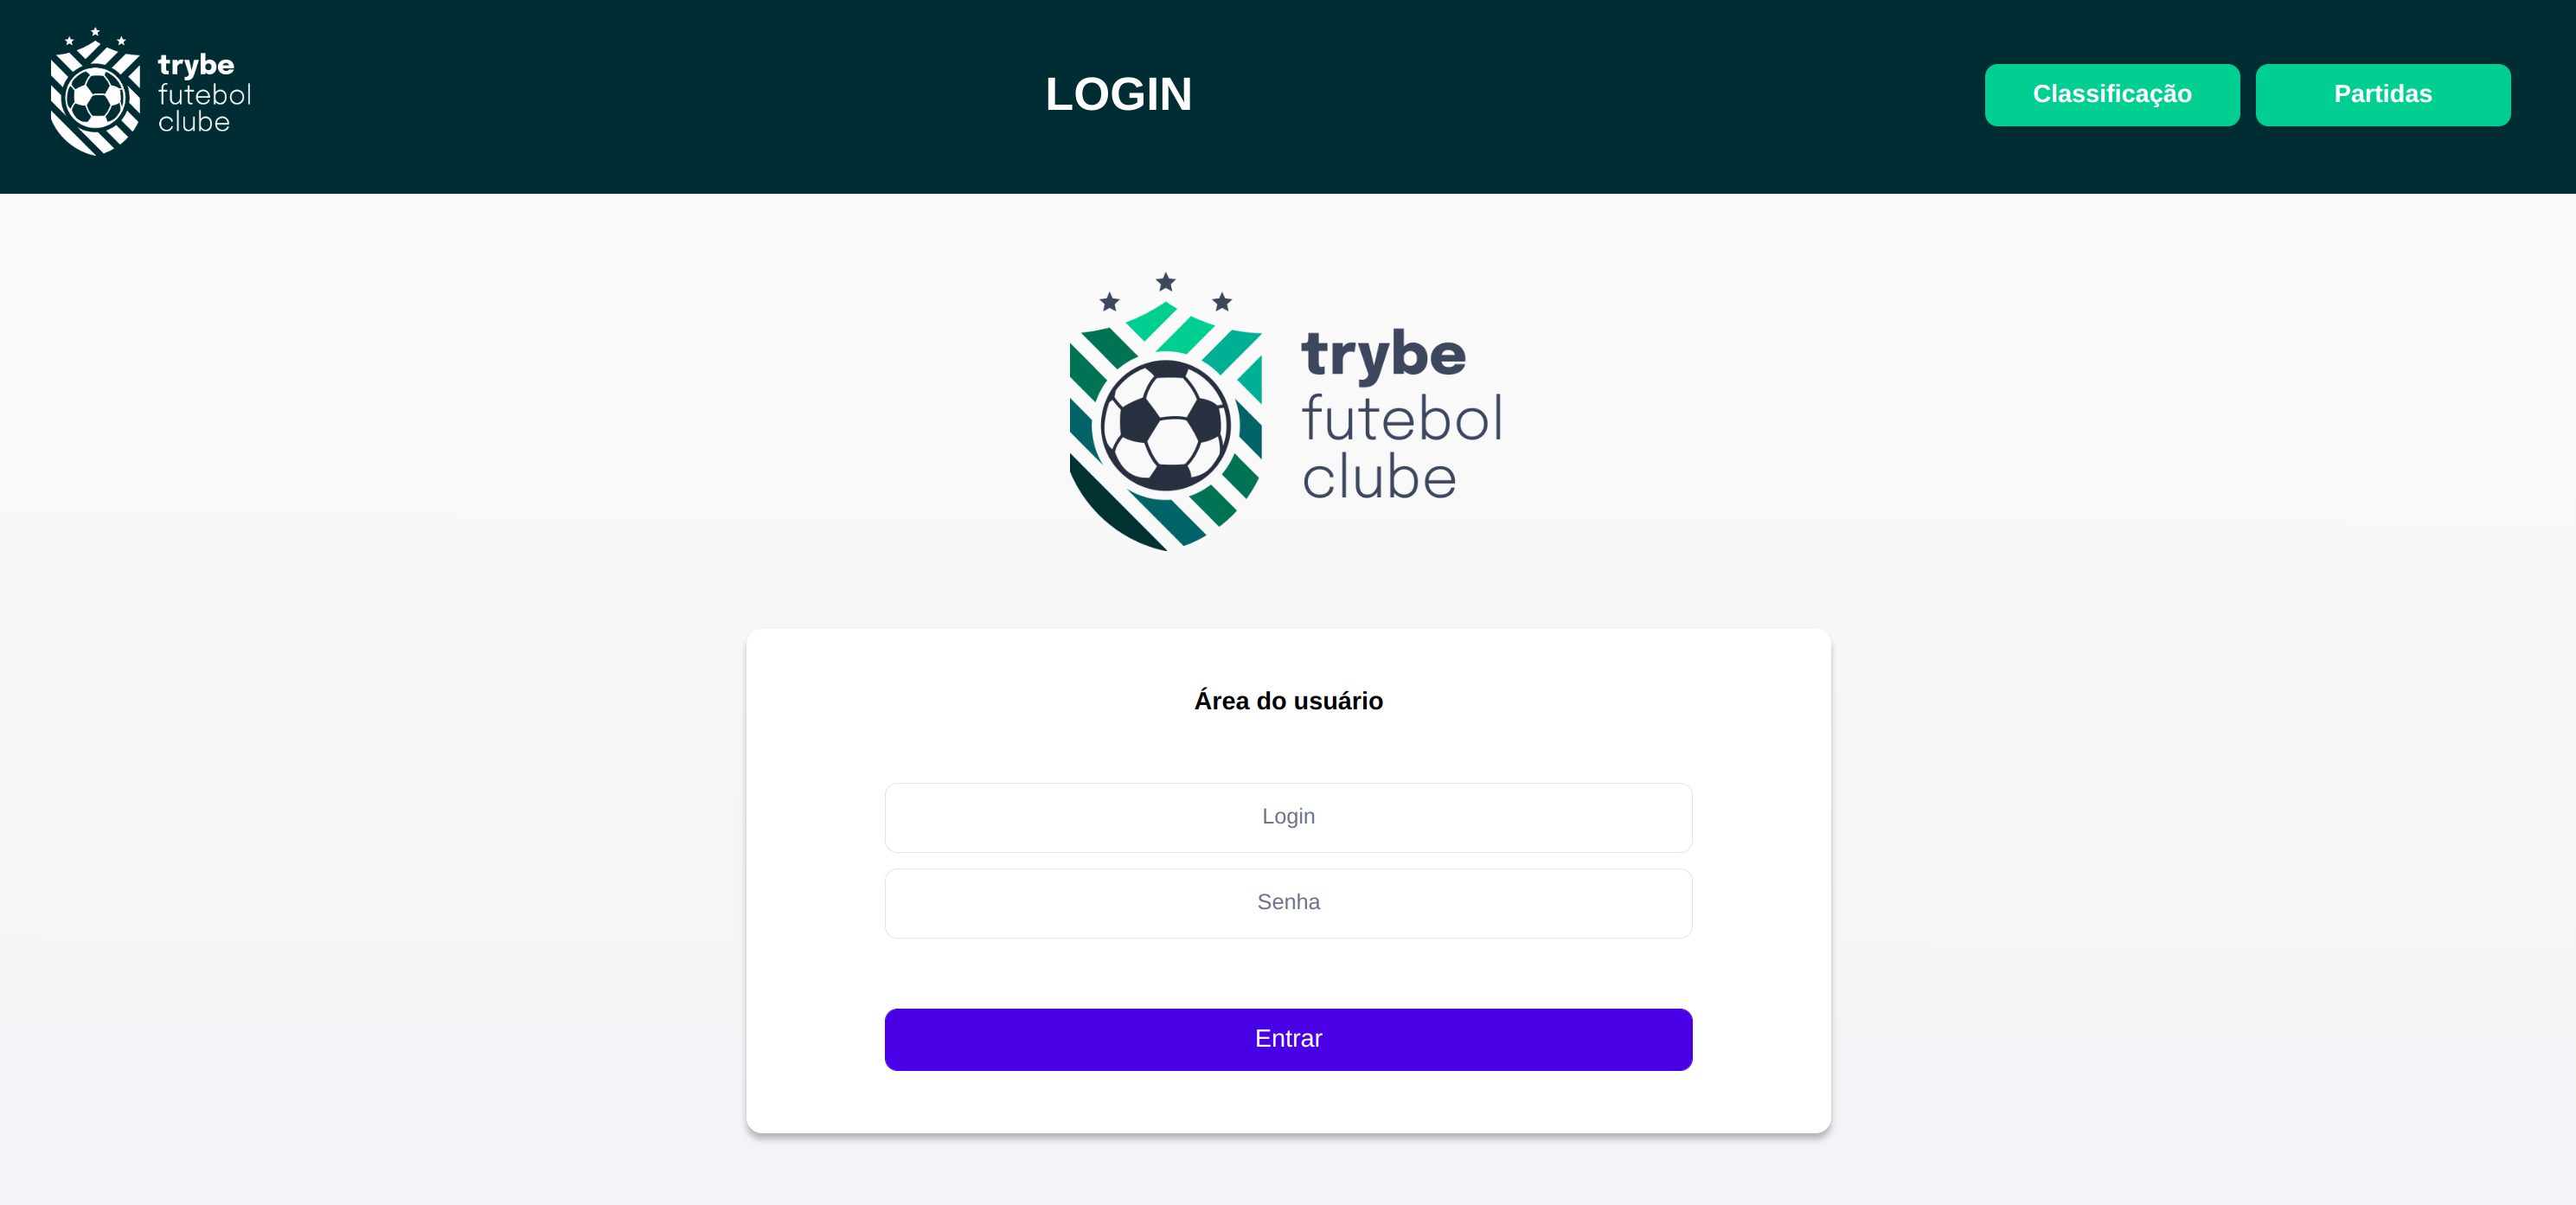 trybe
futebol
clube
LOGIN
Classificação
Partidas
trybe
futebol
clube
Área do usuário
Login
Senha
Entrar